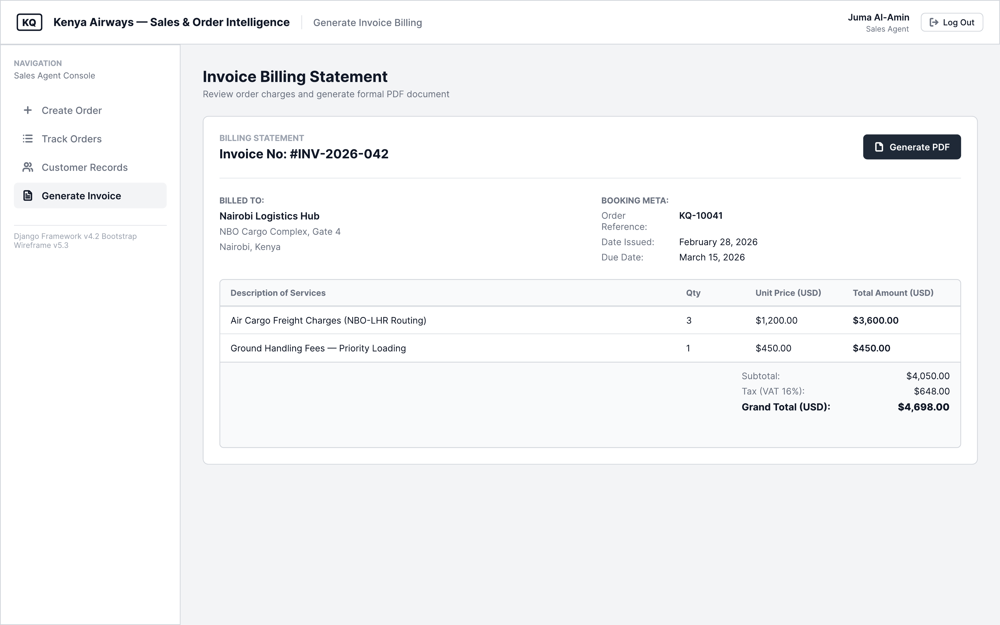 KQ
Kenya Airways — Sales & Order Intelligence
Generate Invoice Billing
Juma Al-Amin
Sales Agent
Log Out
NAVIGATION
Sales Agent Console
Create Order
Track Orders
Customer Records
Generate Invoice
Django Framework v4.2 Bootstrap
Wireframe v5.3
Invoice Billing Statement
Review order charges and generate formal PDF document
BILLING STATEMENT
Invoice No: #INV-2026-042
Generate PDF
BILLED TO:
Nairobi Logistics Hub
NBO Cargo Complex, Gate 4
Nairobi, Kenya
BOOKING META:
Order Reference: KQ-10041
Date Issued: February 28, 2026
Due Date: March 15, 2026
Description of Services Qty Unit Price (USD) Total Amount (USD)
Air Cargo Freight Charges (NBO-LHR Routing) 3 $1,200.00 $3,600.00
Ground Handling Fees — Priority Loading 1 $450.00 $450.00
Subtotal: $4,050.00
Tax (VAT 16%): $648.00
Grand Total (USD): $4,698.00